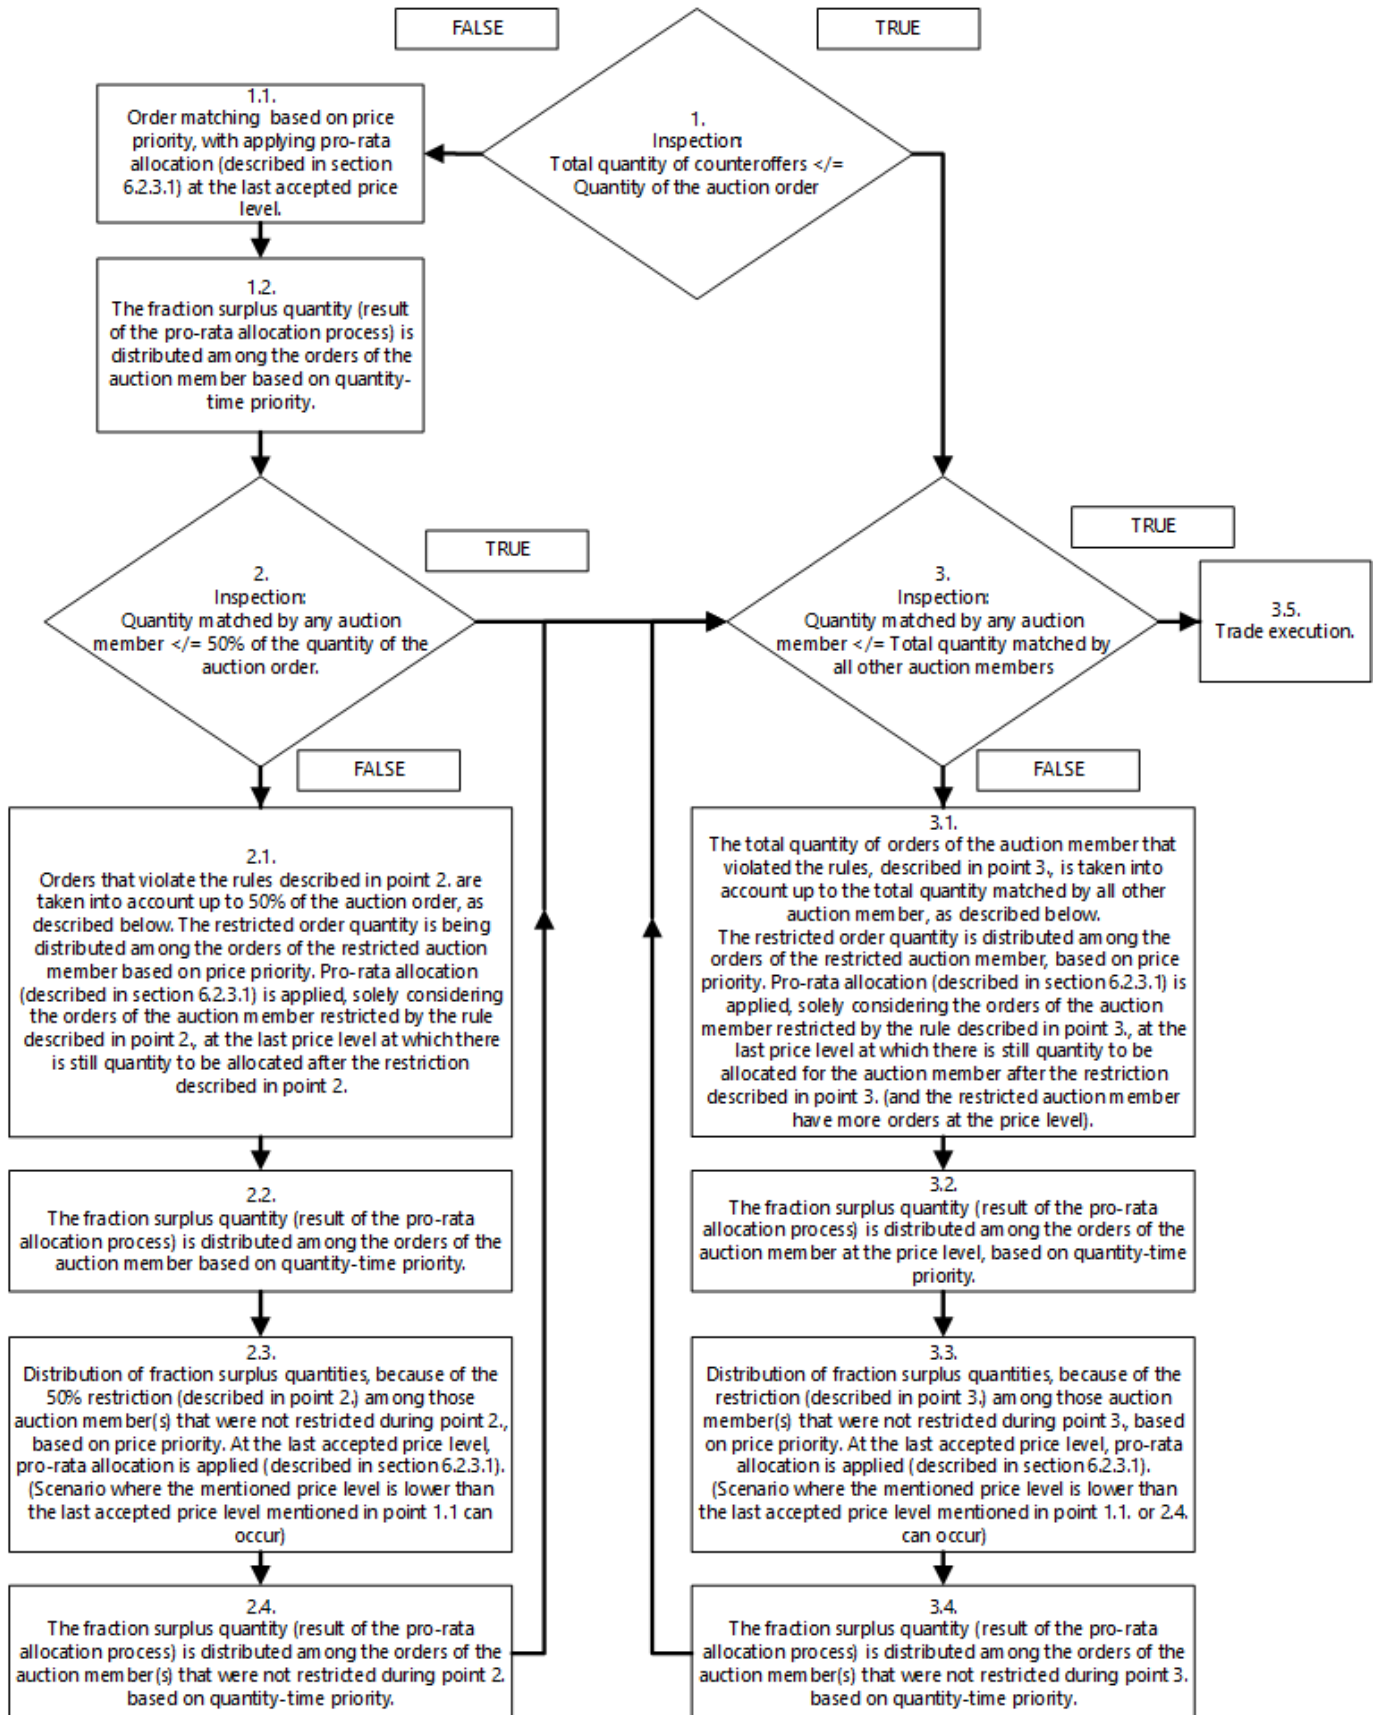 FALSE
TRUE
1.
Inspection:
Total quantity of counteroffers </=
Quantity of the auction order
1.1.
Order matching based on price
priority, with applying pro-rata
allocation (described in section
6.2.3.1) at the last accepted price
level.
1.2.
The fraction surplus quantity (result
of the pro-rata allocation process) is
distributed among the orders of the
auction member based on quantity-
time priority.
2.
Inspection:
Quantity matched by any auction
member </= 50% of the quantity of the
auction order.
TRUE
3.
Inspection:
Quantity matched by any auction
member </= Total quantity matched by
all other auction members
TRUE
3.5.
Trade execution.
FALSE
FALSE
2.1.
Orders that violate the rules described in point 2. are
taken into account up to 50% of the auction order, as
described below. The restricted order quantity is being
distributed among the orders of the restricted auction
member based on price priority. Pro-rata allocation
(described in section 6.2.3.1) is applied, solely considering
the orders of the auction member restricted by the rule
described in point 2., at the last price level at which there
is still quantity to be allocated after the restriction
described in point 2.
2.2.
The fraction surplus quantity (result of the pro-rata
allocation process) is distributed among the orders of the
auction member based on quantity-time priority.
2.3.
Distribution of fraction surplus quantities, because of the
50% restriction (described in point 2.) among those
auction member(s) that were not restricted during point 2.,
based on price priority. At the last accepted price level,
pro-rata allocation is applied (described in section 6.2.3.1).
(Scenario where the mentioned price level is lower than
the last accepted price level mentioned in point 1.1 can
occur)
2.4.
The fraction surplus quantity (result of the pro-rata
allocation process) is distributed among the orders of the
auction member(s) that were not restricted during point 2.
based on quantity-time priority.
3.1.
The total quantity of orders of the auction member that
violated the rules, described in point 3., is taken into
account up to the total quantity matched by all other
auction member, as described below.
The restricted order quantity is distributed among the
orders of the restricted auction member, based on price
priority. Pro-rata allocation (described in section 6.2.3.1) is
applied, solely considering the orders of the auction
member restricted by the rule described in point 3., at the
last price level at which there is still quantity to be
allocated for the auction member after the restriction
described in point 3. (and the restricted auction member
have more orders at the price level).
3.2.
The fraction surplus quantity (result of the pro-rata
allocation process) is distributed among the orders of the
auction member at the price level, based on quantity-time
priority.
3.3.
Distribution of fraction surplus quantities, because of the
restriction (described in point 3.) among those auction
member(s) that were not restricted during point 3., based
on price priority. At the last accepted price level, pro-rata
allocation is applied (described in section 6.2.3.1).
(Scenario where the mentioned price level is lower than
the last accepted price level mentioned in point 1.1. or 2.4.
can occur)
3.4.
The fraction surplus quantity (result of the pro-rata
allocation process) is distributed among the orders of the
auction member(s) that were not restricted during point 3.
based on quantity-time priority.